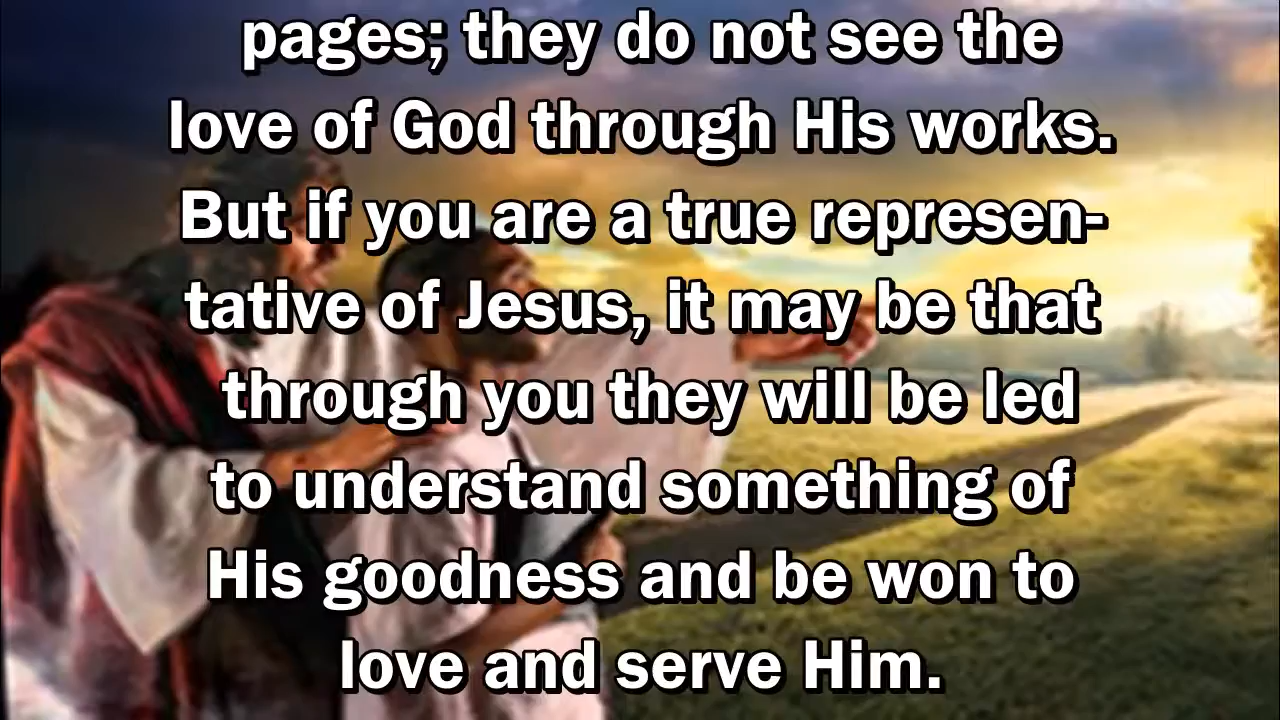 pages; they do not see the
love of God through His works.
But if you are a true represen-
tative of Jesus, it may be that
through you they will be led
to understand something of
His goodness and be won to
love and serve Him.